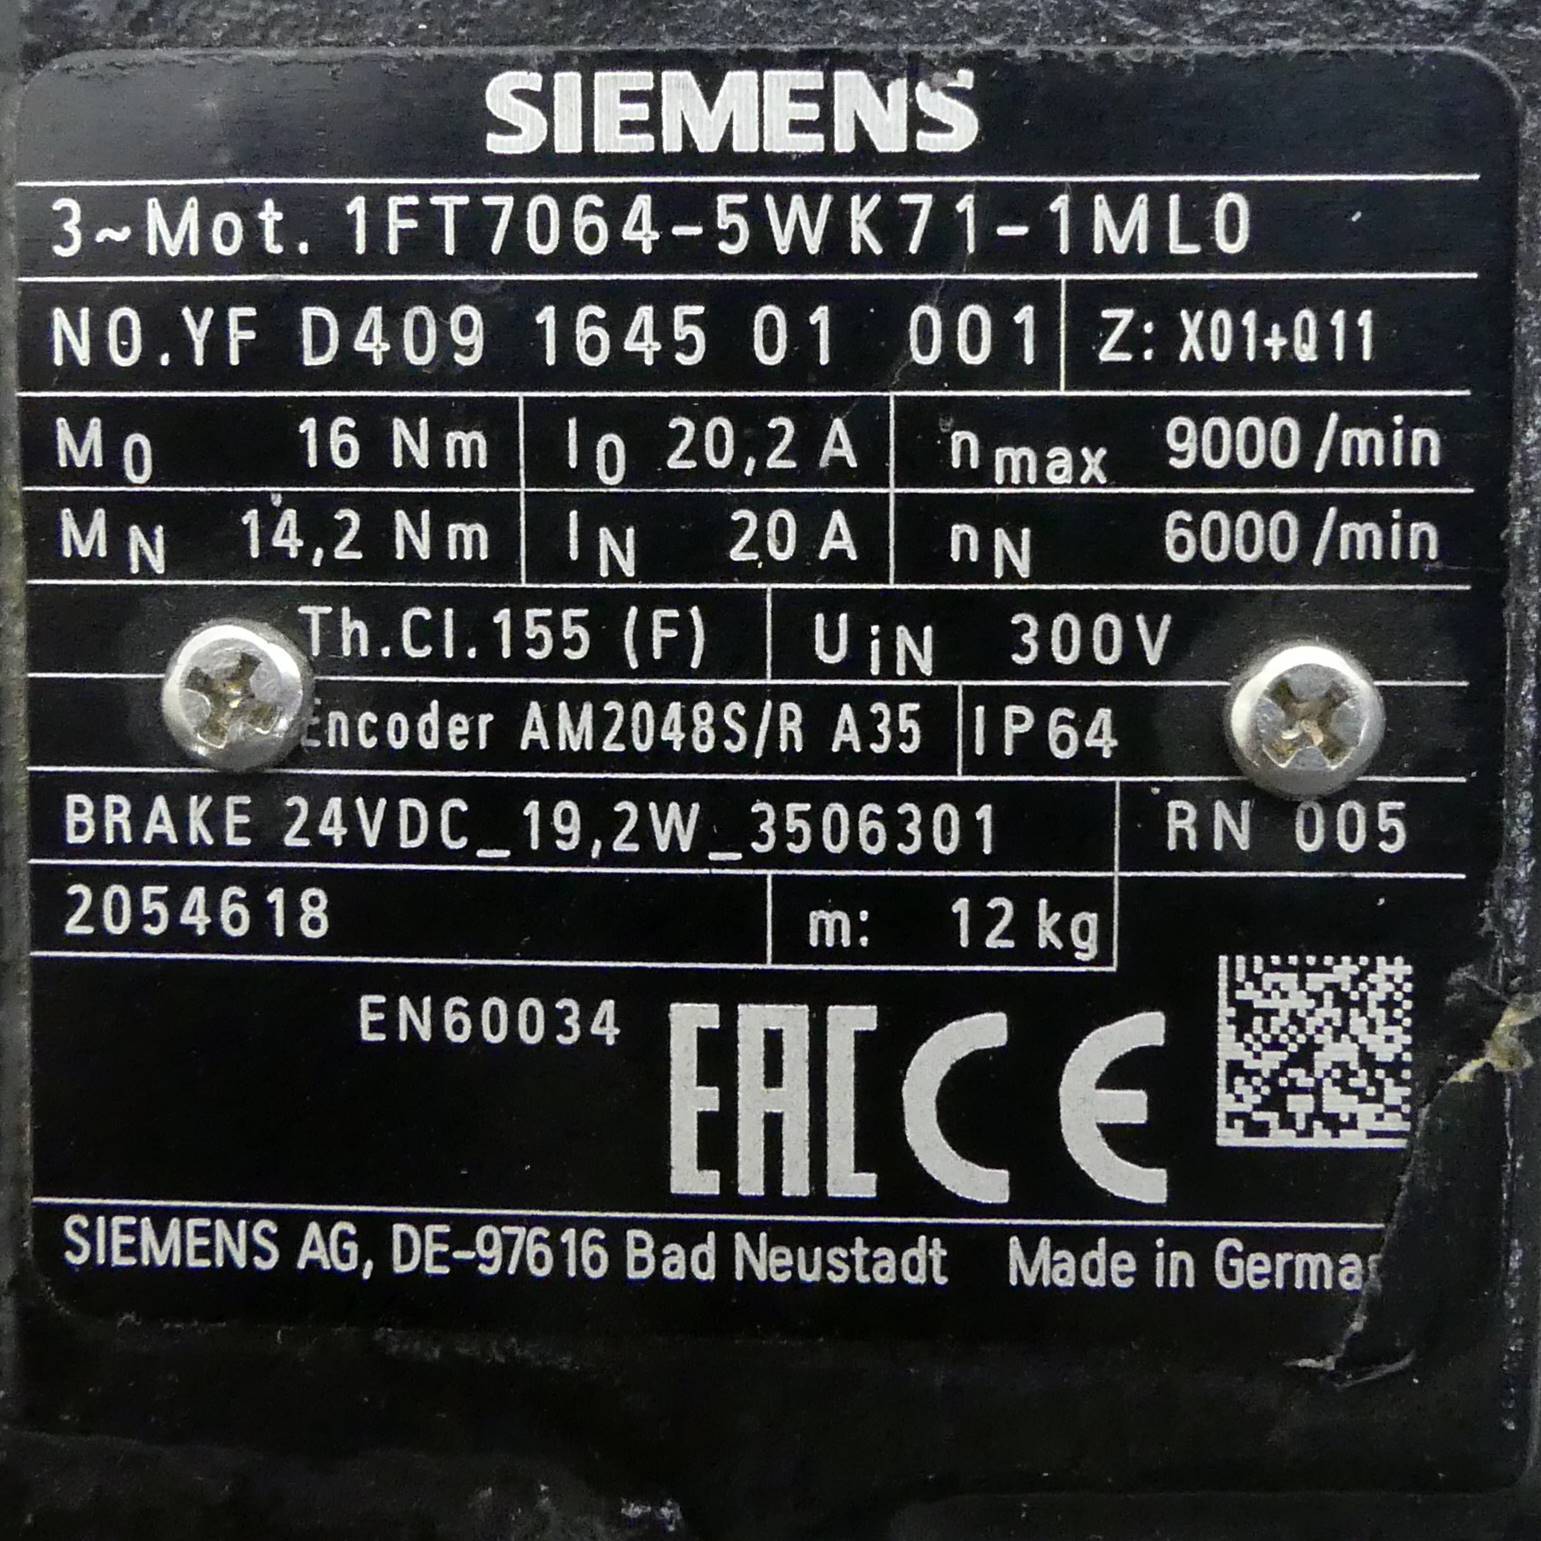 SIEMENS
3~Mot. 1FT7064-5WK71-1ML0
NO.YF D409 1645 01 001 Z: X01+Q11
M0 16 Nm I0 20,2 A nmax 9000 /min
MN 14,2 Nm IN 20 A nN 6000 /min
Th.Cl. 155 (F) UiN 300V
Encoder AM2048S/R A35 IP64
BRAKE 24VDC_19,2W_3506301 RN 005
2054618 m: 12 kg
EN60034 EAC CE
SIEMENS AG, DE-97616 Bad Neustadt Made in